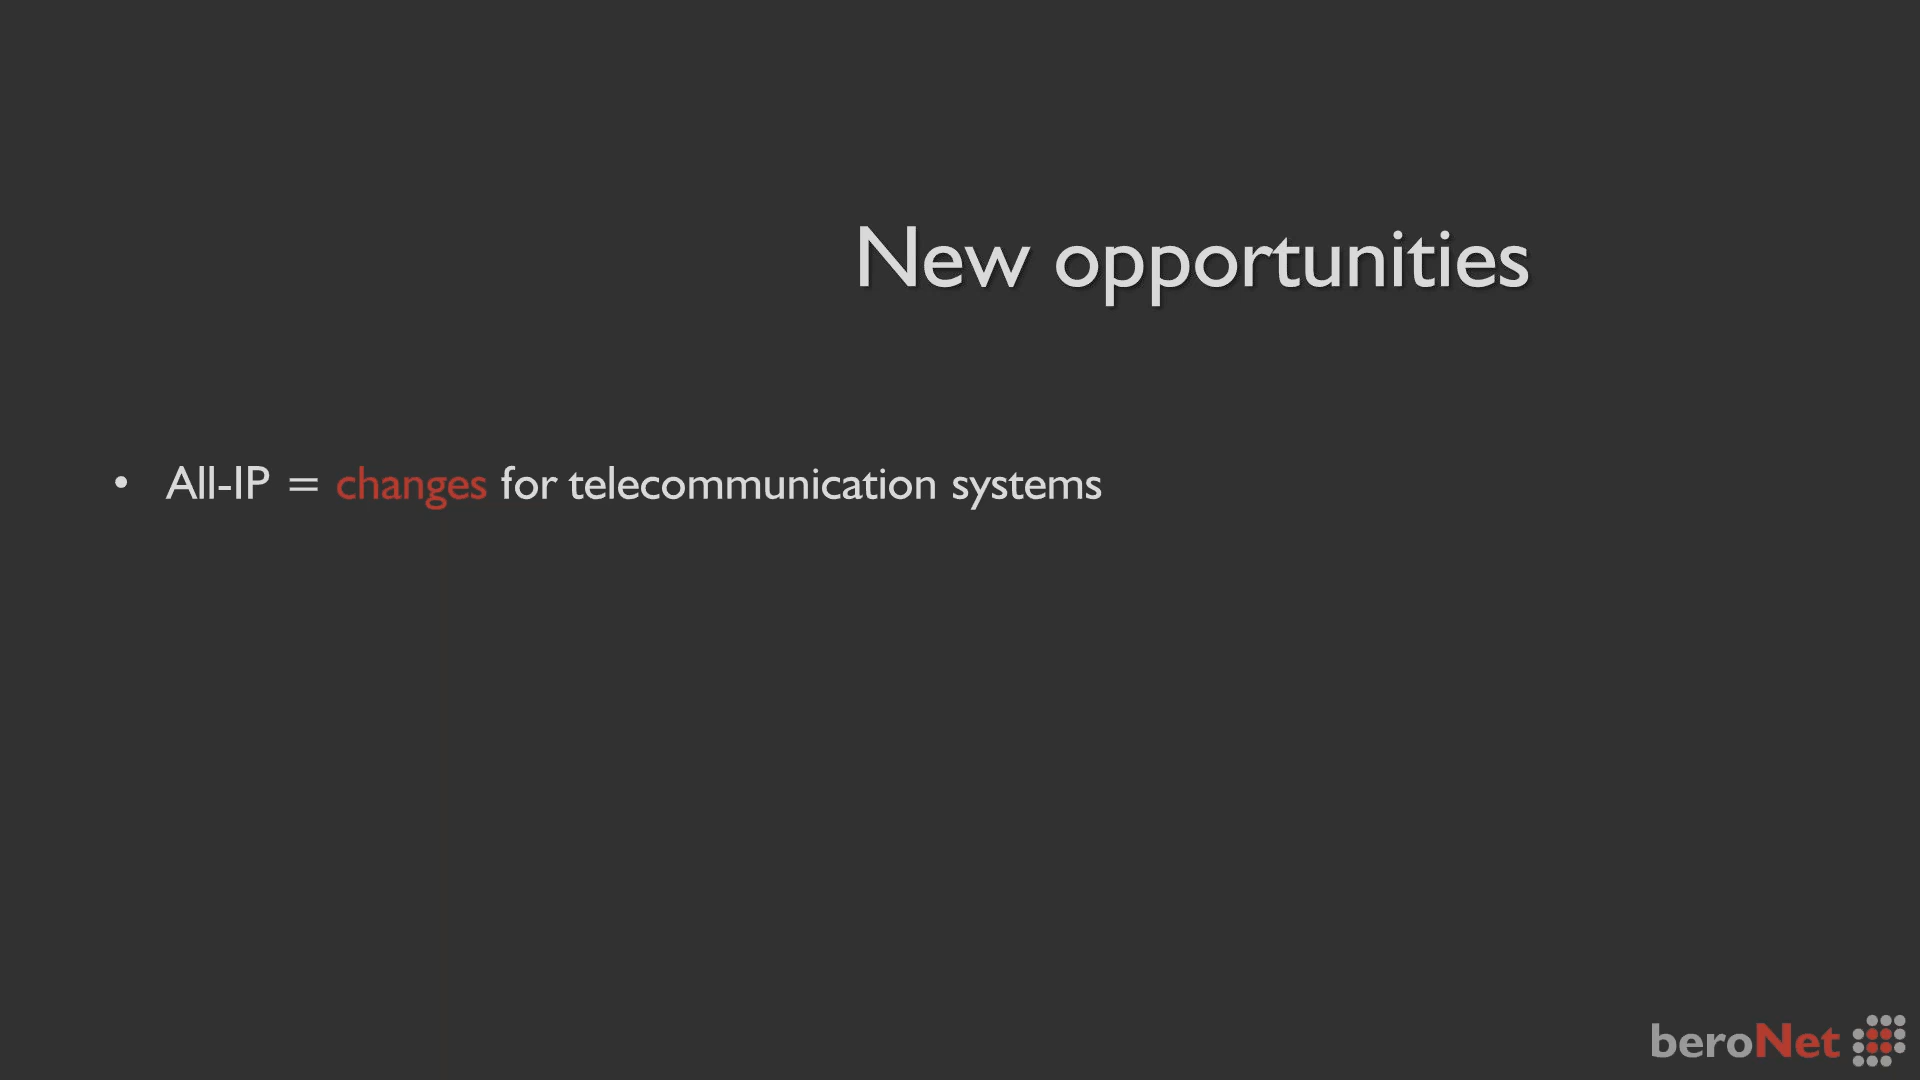 New opportunities
• All-IP = changes for telecommunication systems
beroNet